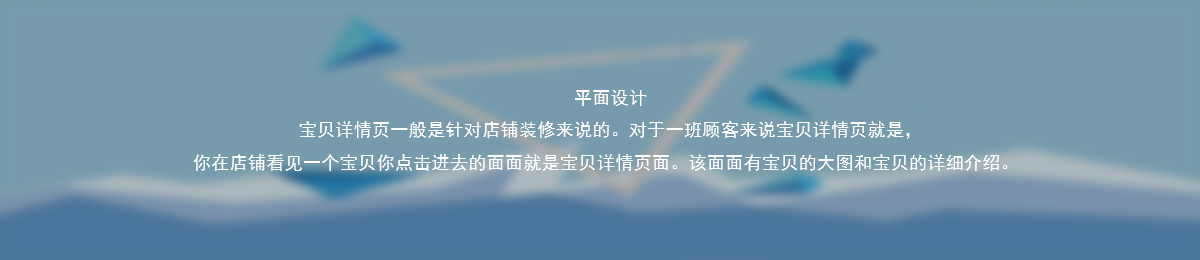 平面设计
宝贝详情页一般是针对店铺装修来说的。对于一班顾客来说宝贝详情页就是，
你在店铺看见一个宝贝你点击进去的面面就是宝贝详情页面。该面面有宝贝的大图和宝贝的详细介绍。